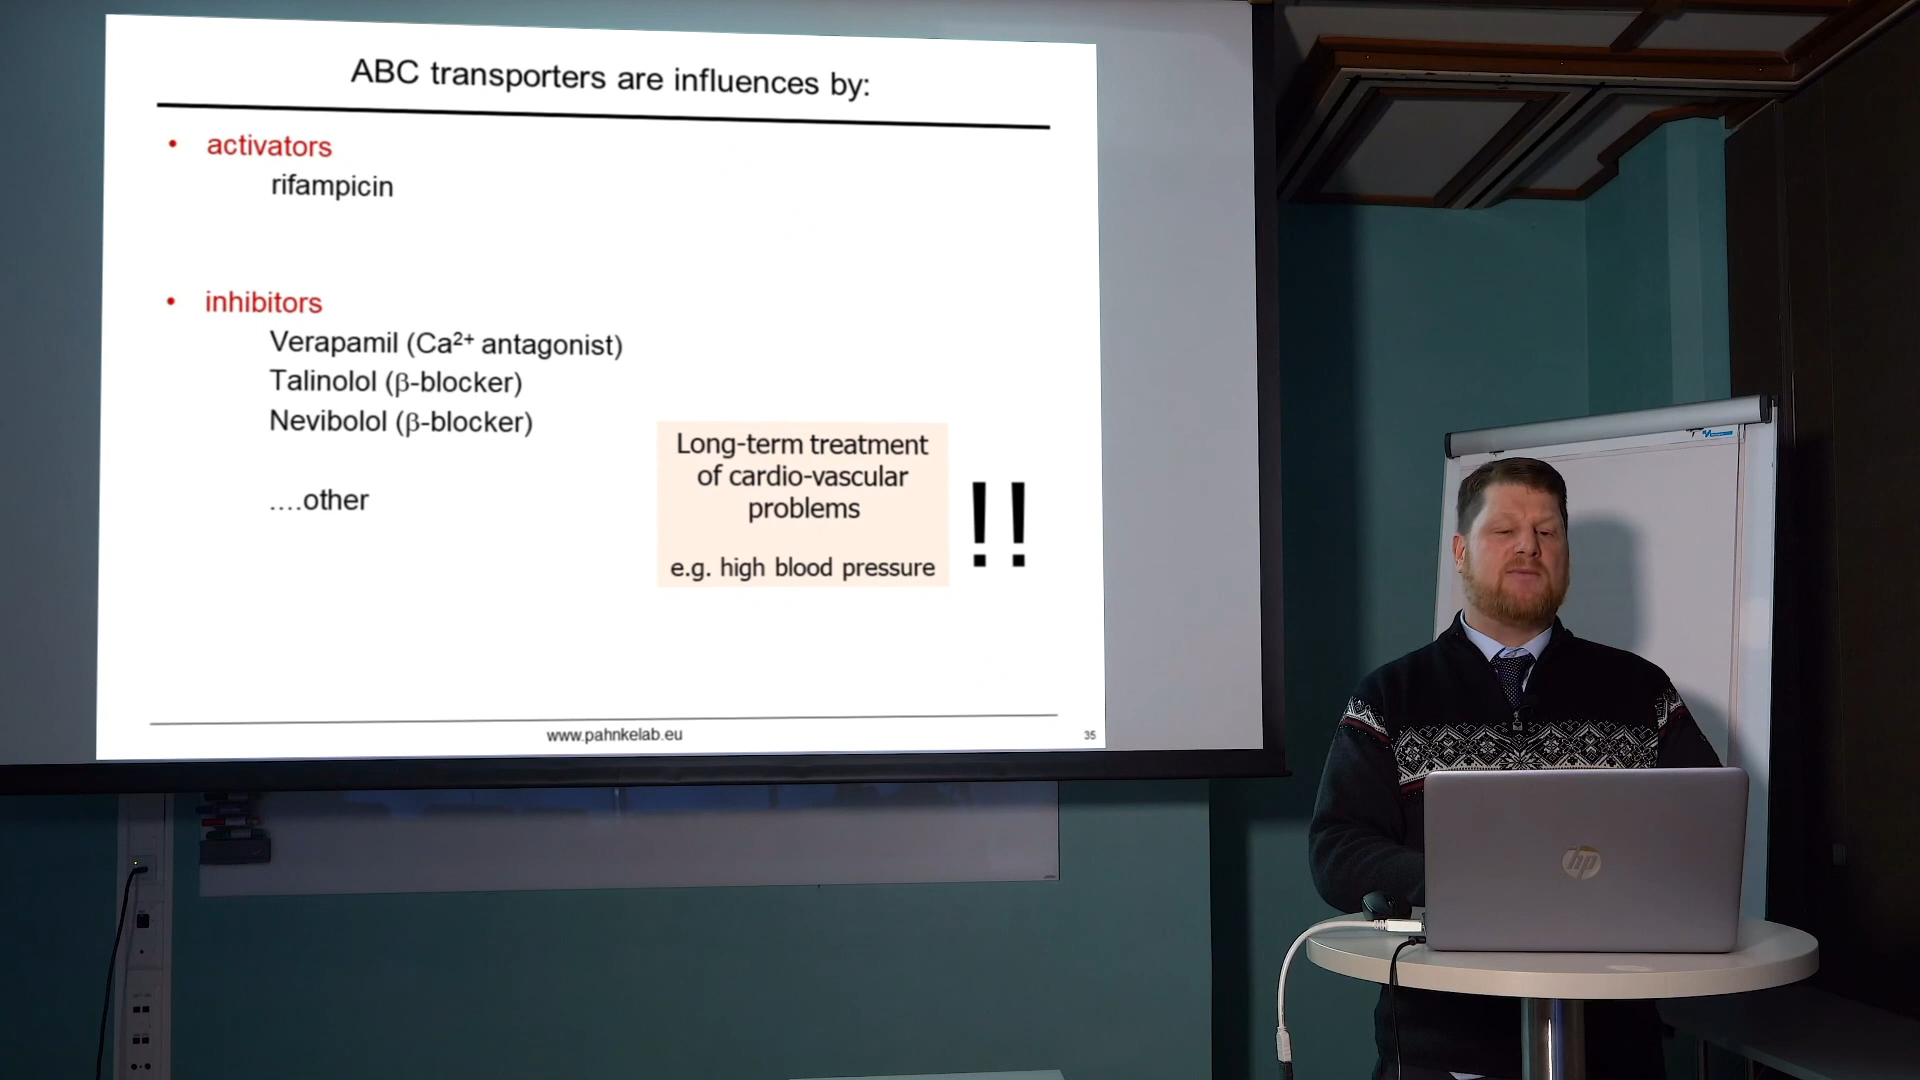 ABC transporters are influences by:
• activators
rifampicin
• inhibitors
Verapamil (Ca²⁺ antagonist)
Talinolol (β-blocker)
Nevibolol (β-blocker)
....other
Long-term treatment
of cardio-vascular
problems
e.g. high blood pressure
!!
www.pahnkelab.eu
35
hp